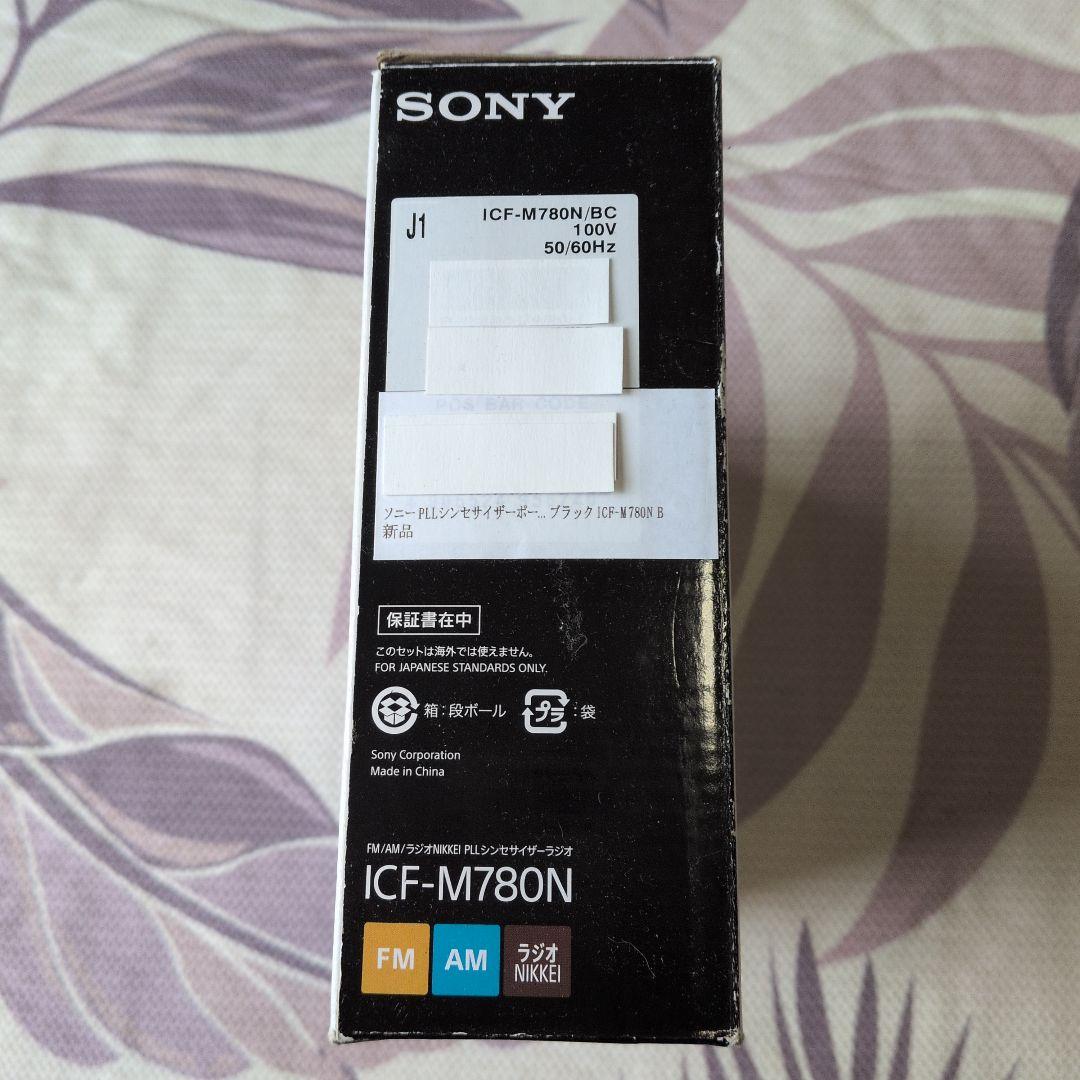 SONY
J1
ICF-M780N/BC
100V
50/60Hz
POS BAR CODE
ソニー PLLシンセサイザーポー... ブラック ICF-M780N B
新品
保証書在中
このセットは海外では使えません。
FOR JAPANESE STANDARDS ONLY.
箱:段ボール プラ:袋
Sony Corporation
Made in China
FM/AM/ラジオNIKKEI PLLシンセサイザーラジオ
ICF-M780N
FM AM ラジオ
NIKKEI